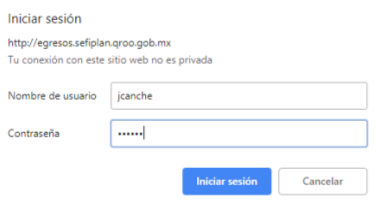 Iniciar sesión
http://egresos.sefiplan.qroo.gob.mx
Tu conexión con este sitio web no es privada
Nombre de usuario jcanche
Contraseña ••••••
Iniciar sesión Cancelar